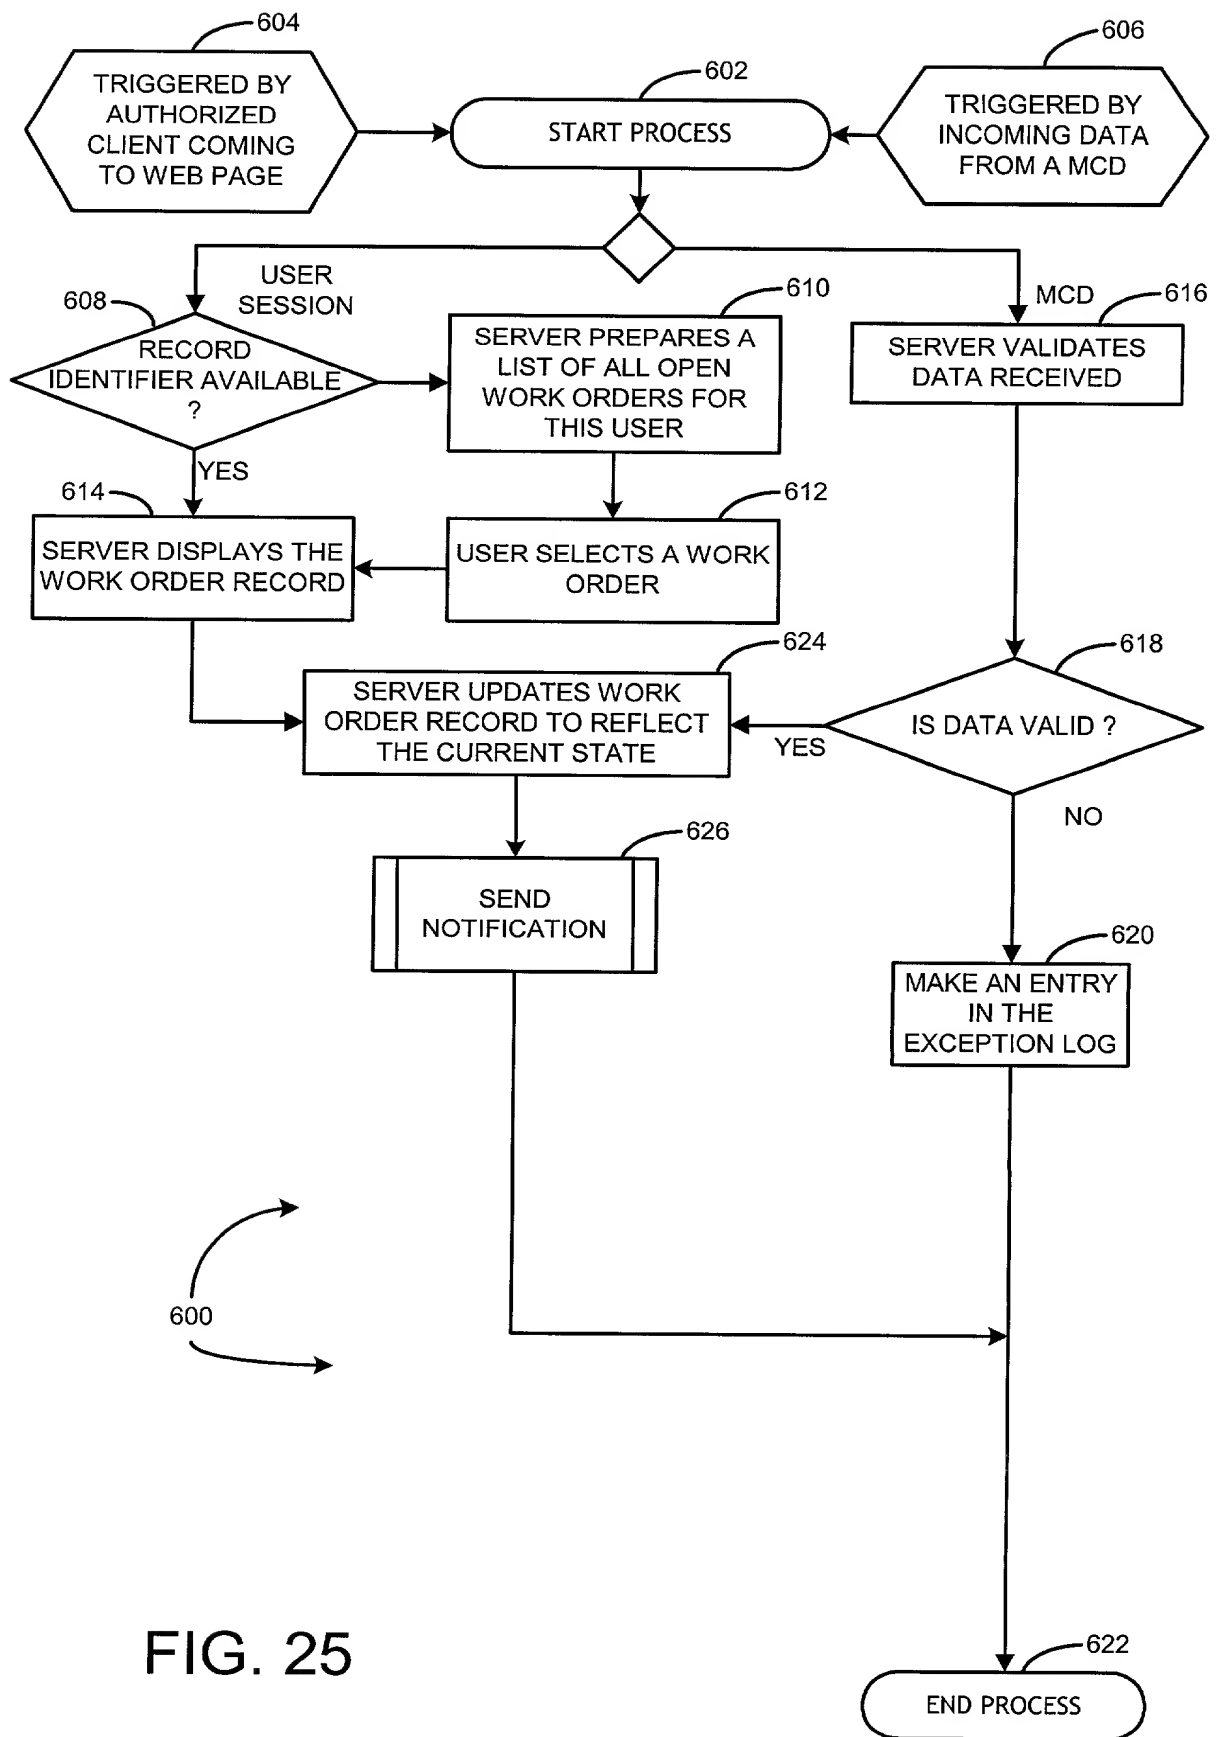 604
606
TRIGGERED BY
AUTHORIZED
CLIENT COMING
TO WEB PAGE
602
START PROCESS
TRIGGERED BY
INCOMING DATA
FROM A MCD
USER
SESSION
MCD
608
RECORD
IDENTIFIER AVAILABLE
?
610
SERVER PREPARES A
LIST OF ALL OPEN
WORK ORDERS FOR
THIS USER
616
SERVER VALIDATES
DATA RECEIVED
YES
614
SERVER DISPLAYS THE
WORK ORDER RECORD
612
USER SELECTS A WORK
ORDER
624
SERVER UPDATES WORK
ORDER RECORD TO REFLECT
THE CURRENT STATE
618
IS DATA VALID ?
YES
NO
626
SEND
NOTIFICATION
620
MAKE AN ENTRY
IN THE
EXCEPTION LOG
600
622
END PROCESS
FIG. 25